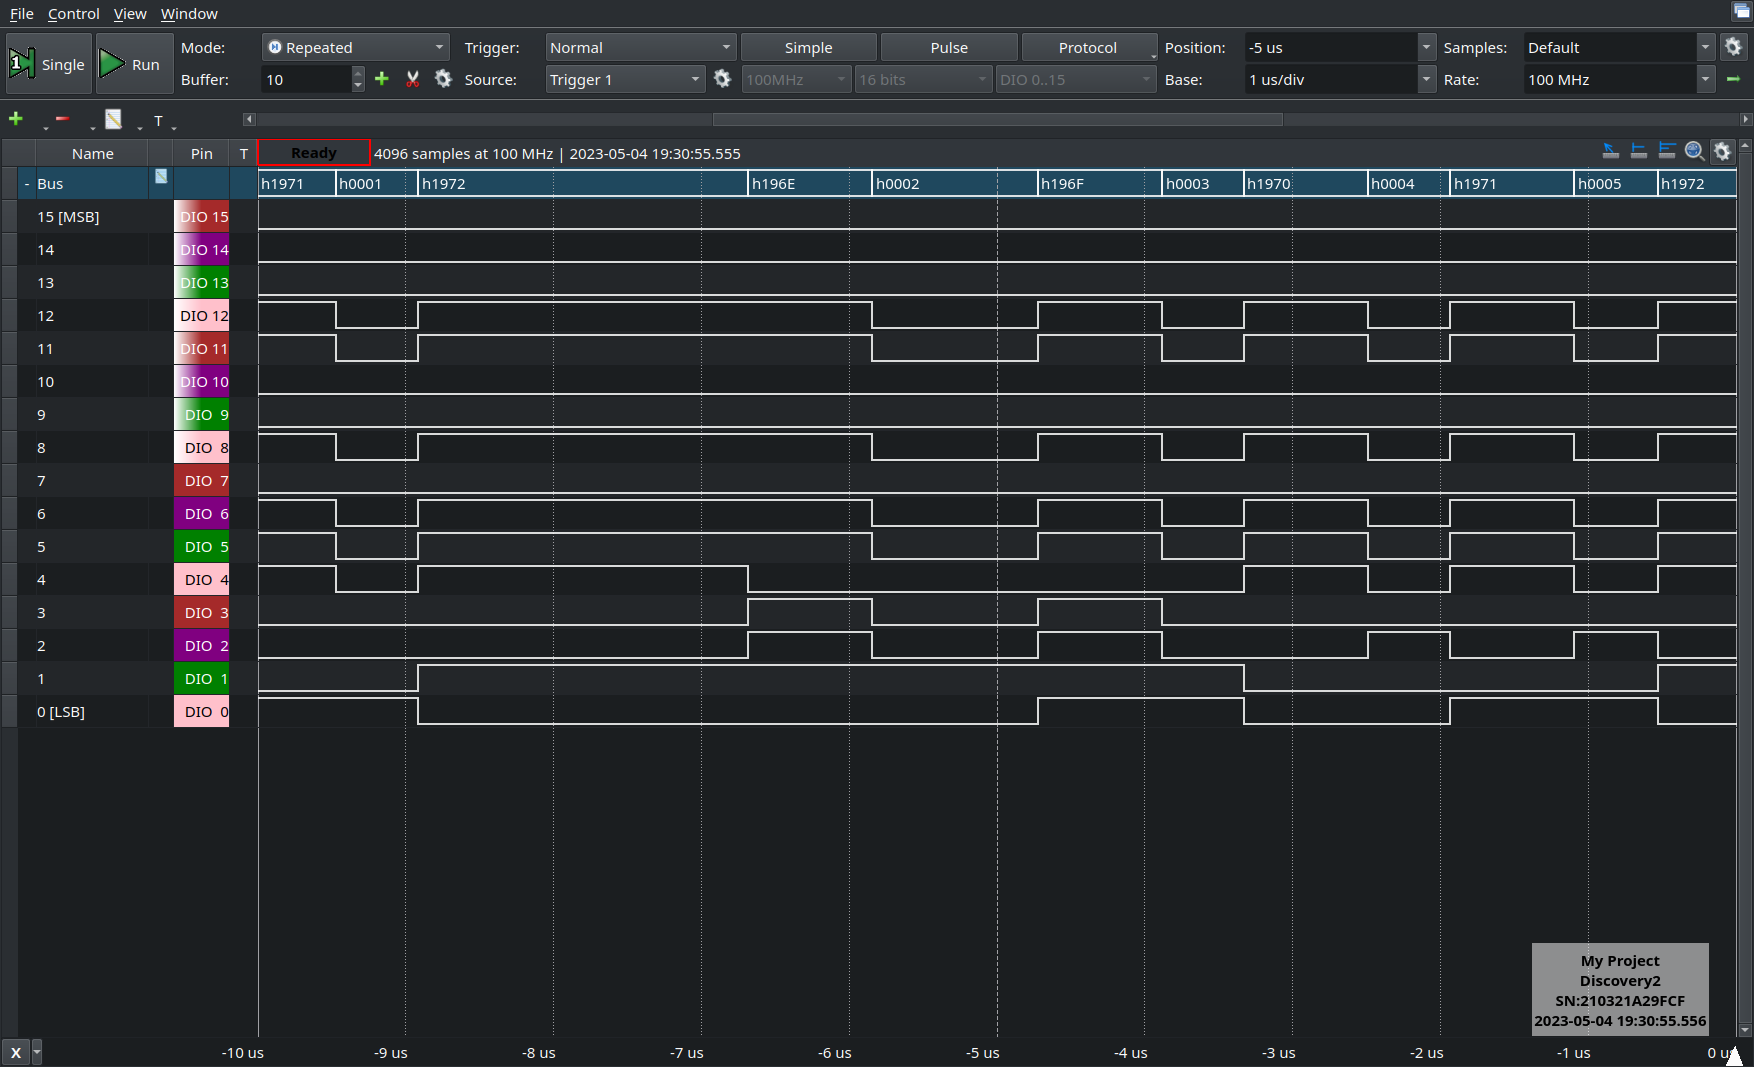 File Control View Window
Single Run Mode: Repeated Trigger: Normal Simple Pulse Protocol Position: -5 us Samples: Default
Buffer: 10 Source: Trigger 1 100MHz 16 bits DIO 0..15 Base: 1 us/div Rate: 100 MHz
T
Name Pin T Ready 4096 samples at 100 MHz | 2023-05-04 19:30:55.555
- Bus h1971 h0001 h1972 h196E h0002 h196F h0003 h1970 h0004 h1971 h0005 h1972
15 [MSB] DIO 15
14 DIO 14
13 DIO 13
12 DIO 12
11 DIO 11
10 DIO 10
9 DIO 9
8 DIO 8
7 DIO 7
6 DIO 6
5 DIO 5
4 DIO 4
3 DIO 3
2 DIO 2
1 DIO 1
0 [LSB] DIO 0
My Project
Discovery2
SN:210321A29FCF
2023-05-04 19:30:55.556
X -10 us -9 us -8 us -7 us -6 us -5 us -4 us -3 us -2 us -1 us 0 us